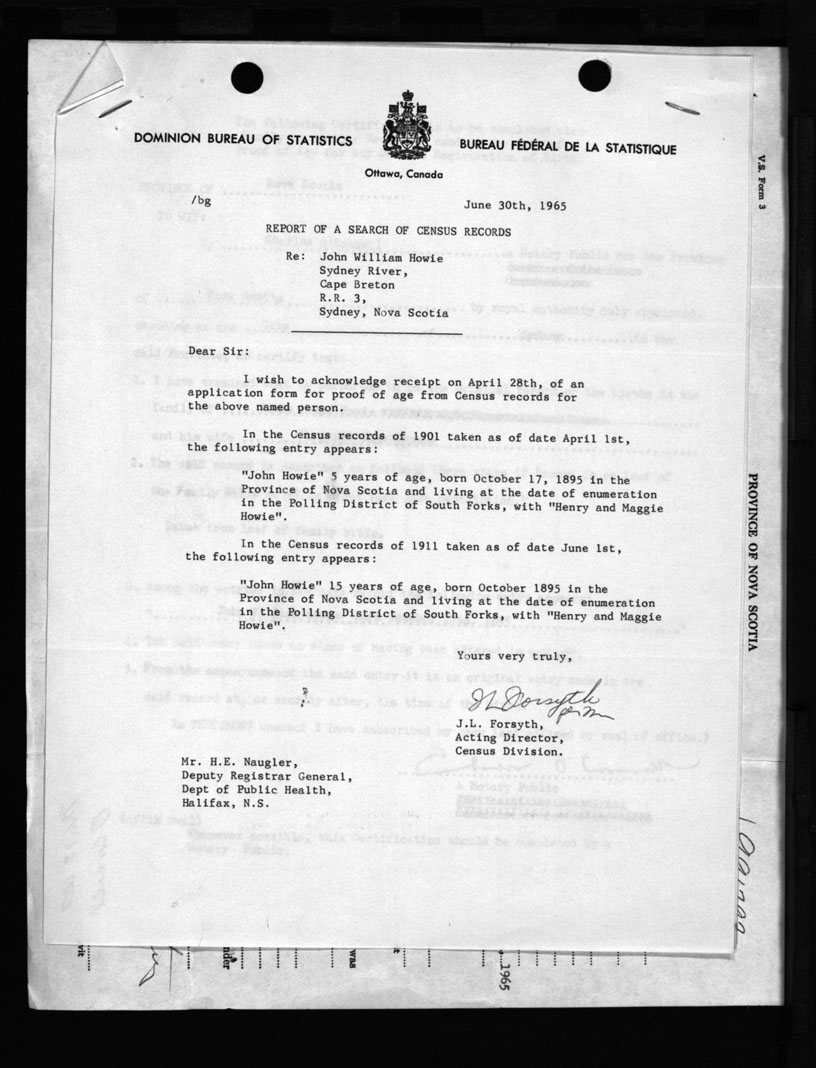 DOMINION BUREAU OF STATISTICS
BUREAU FÉDÉRAL DE LA STATISTIQUE
Ottawa, Canada
/bg
June 30th, 1965
REPORT OF A SEARCH OF CENSUS RECORDS
Re: John William Howie
Sydney River,
Cape Breton
R.R. 3,
Sydney, Nova Scotia
Dear Sir:
I wish to acknowledge receipt on April 28th, of an
application form for proof of age from Census records for
the above named person.
In the Census records of 1901 taken as of date April 1st,
the following entry appears:
"John Howie" 5 years of age, born October 17, 1895 in the
Province of Nova Scotia and living at the date of enumeration
in the Polling District of South Forks, with "Henry and Maggie
Howie".
In the Census records of 1911 taken as of date June 1st,
the following entry appears:
"John Howie" 15 years of age, born October 1895 in the
Province of Nova Scotia and living at the date of enumeration
in the Polling District of South Forks, with "Henry and Maggie
Howie".
Yours very truly,
JL Forsyth
J.L. Forsyth,
Acting Director,
Census Division.
Mr. H.E. Naugler,
Deputy Registrar General,
Dept of Public Health,
Halifax, N.S.
V.S. Form 3
PROVINCE OF NOVA SCOTIA
was
1965